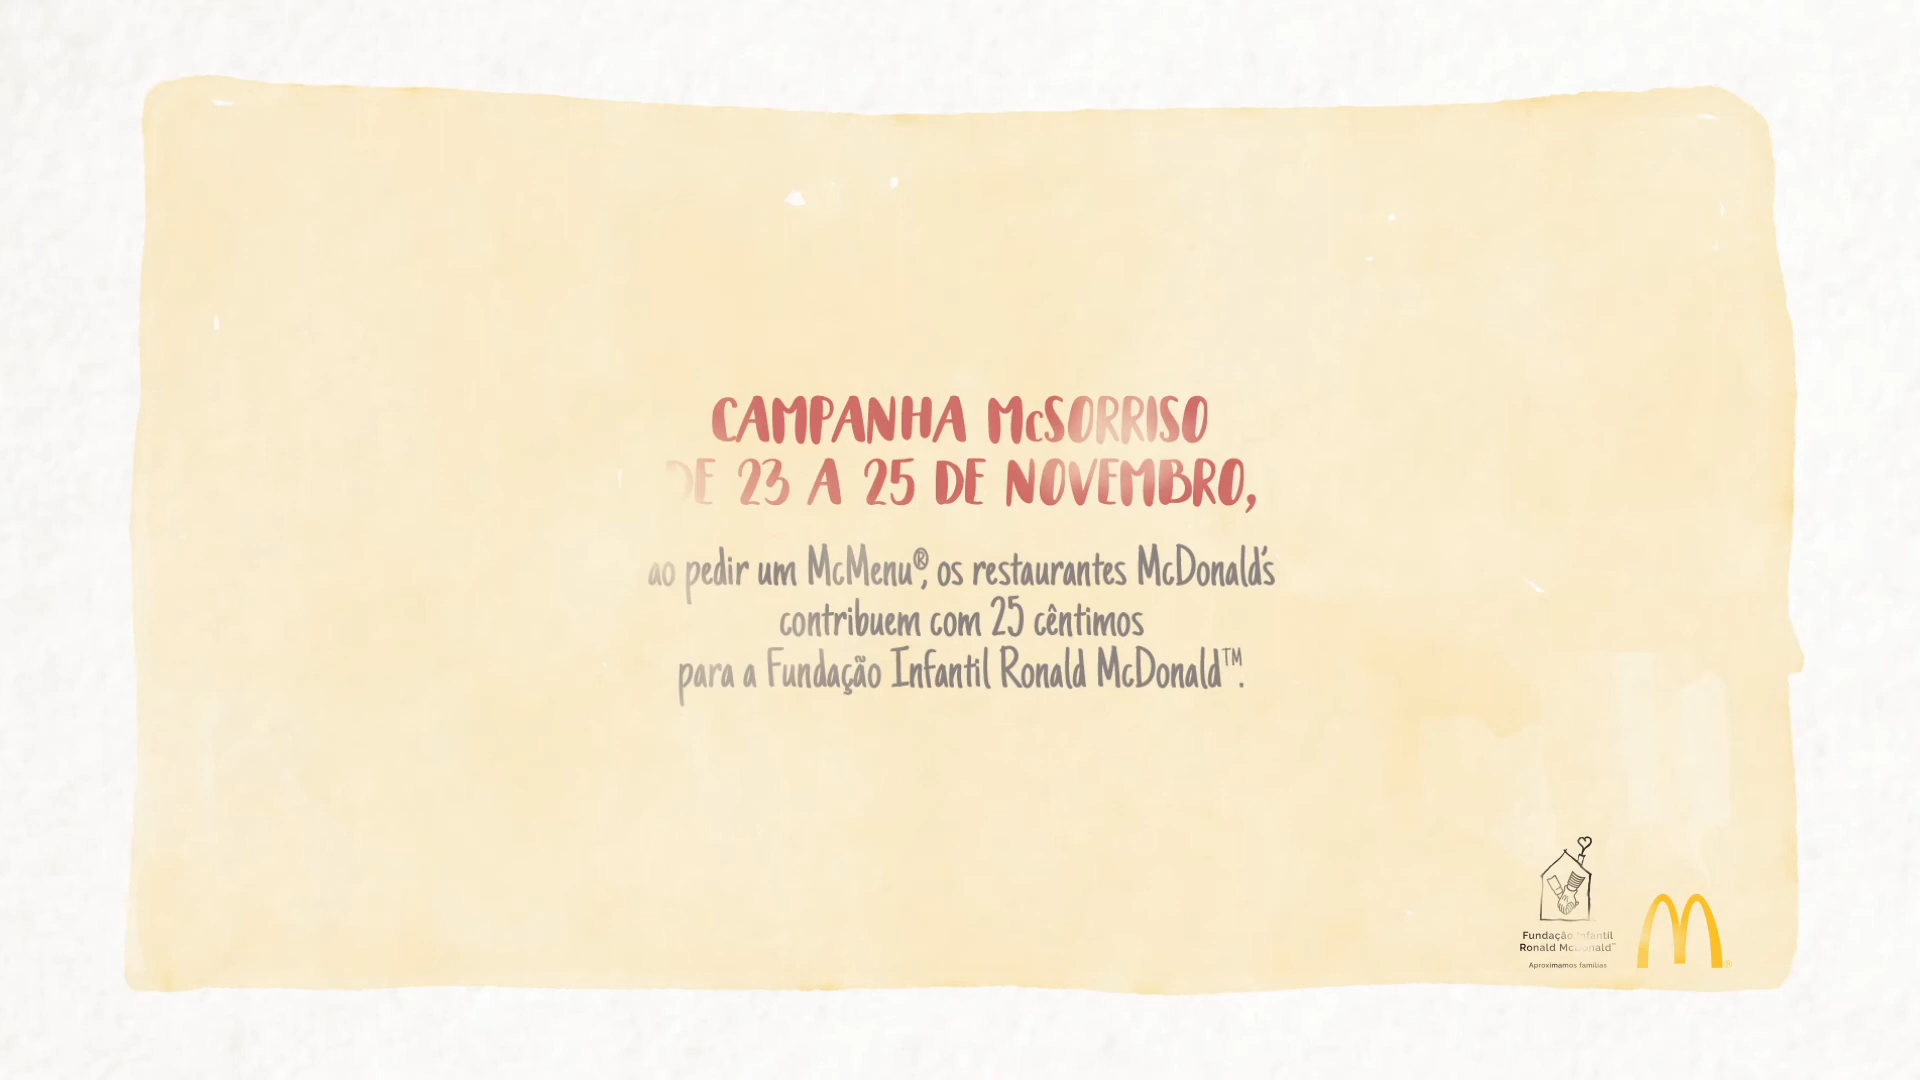 CAMPANHA McSORRISO
DE 23 A 25 DE NOVEMBRO,
ao pedir um McMenu®, os restaurantes McDonald's
contribuem com 25 cêntimos
para a Fundação Infantil Ronald McDonald™.
Fundação Infantil
Ronald McDonald™
Aproximamos famílias
®